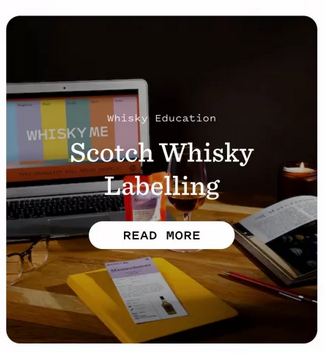 Whisky Education
WHISKY ME
Scotch Whisky
Labelling
READ MORE